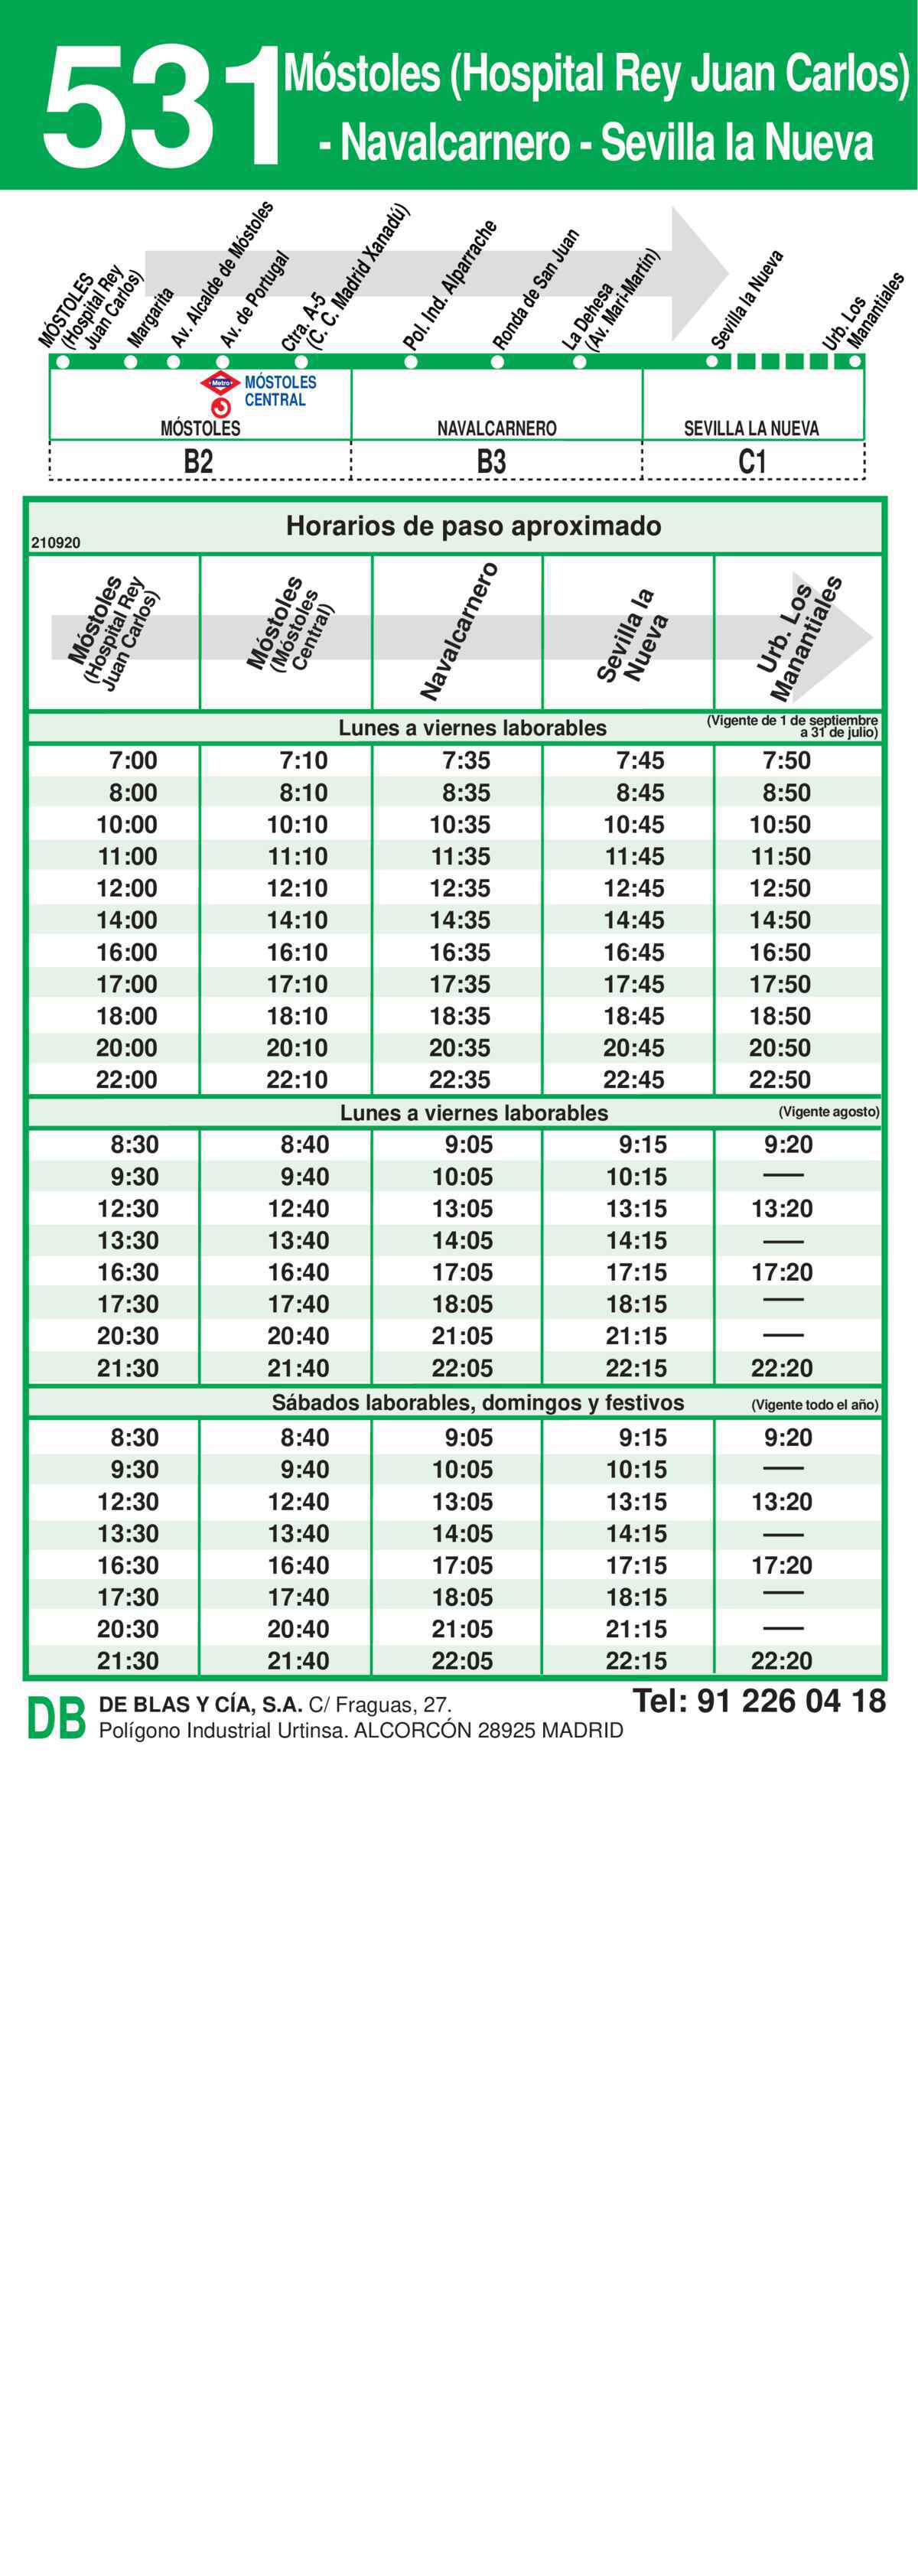 531
Móstoles (Hospital Rey Juan Carlos)
- Navalcarnero - Sevilla la Nueva
MÓSTOLES
(Hospital Rey
Juan Carlos)
Margarita
Av. Alcalde de Móstoles
Av. de Portugal
Ctra. A-5
(C. C. Madrid Xanadú)
Pol. Ind. Alparrache
Ronda de San Juan
La Dehesa
(Av. Mari-Martín)
Sevilla la Nueva
Urb. Los
Manantiales
Metro
MÓSTOLES
CENTRAL
MÓSTOLES NAVALCARNERO SEVILLA LA NUEVA
B2 B3 C1
Horarios de paso aproximado
210920
Móstoles
(Hospital Rey
Juan Carlos)
Móstoles
(Móstoles
Central)
Navalcarnero
Sevilla la
Nueva
Urb. Los
Manantiales
Lunes a viernes laborables (Vigente de 1 de septiembre
a 31 de julio)
7:00 7:10 7:35 7:45 7:50
8:00 8:10 8:35 8:45 8:50
10:00 10:10 10:35 10:45 10:50
11:00 11:10 11:35 11:45 11:50
12:00 12:10 12:35 12:45 12:50
14:00 14:10 14:35 14:45 14:50
16:00 16:10 16:35 16:45 16:50
17:00 17:10 17:35 17:45 17:50
18:00 18:10 18:35 18:45 18:50
20:00 20:10 20:35 20:45 20:50
22:00 22:10 22:35 22:45 22:50
Lunes a viernes laborables (Vigente agosto)
8:30 8:40 9:05 9:15 9:20
9:30 9:40 10:05 10:15 —
12:30 12:40 13:05 13:15 13:20
13:30 13:40 14:05 14:15 —
16:30 16:40 17:05 17:15 17:20
17:30 17:40 18:05 18:15 —
20:30 20:40 21:05 21:15 —
21:30 21:40 22:05 22:15 22:20
Sábados laborables, domingos y festivos (Vigente todo el año)
8:30 8:40 9:05 9:15 9:20
9:30 9:40 10:05 10:15 —
12:30 12:40 13:05 13:15 13:20
13:30 13:40 14:05 14:15 —
16:30 16:40 17:05 17:15 17:20
17:30 17:40 18:05 18:15 —
20:30 20:40 21:05 21:15 —
21:30 21:40 22:05 22:15 22:20
DB DE BLAS Y CÍA, S.A. C/ Fraguas, 27. Tel: 91 226 04 18
Polígono Industrial Urtinsa. ALCORCÓN 28925 MADRID